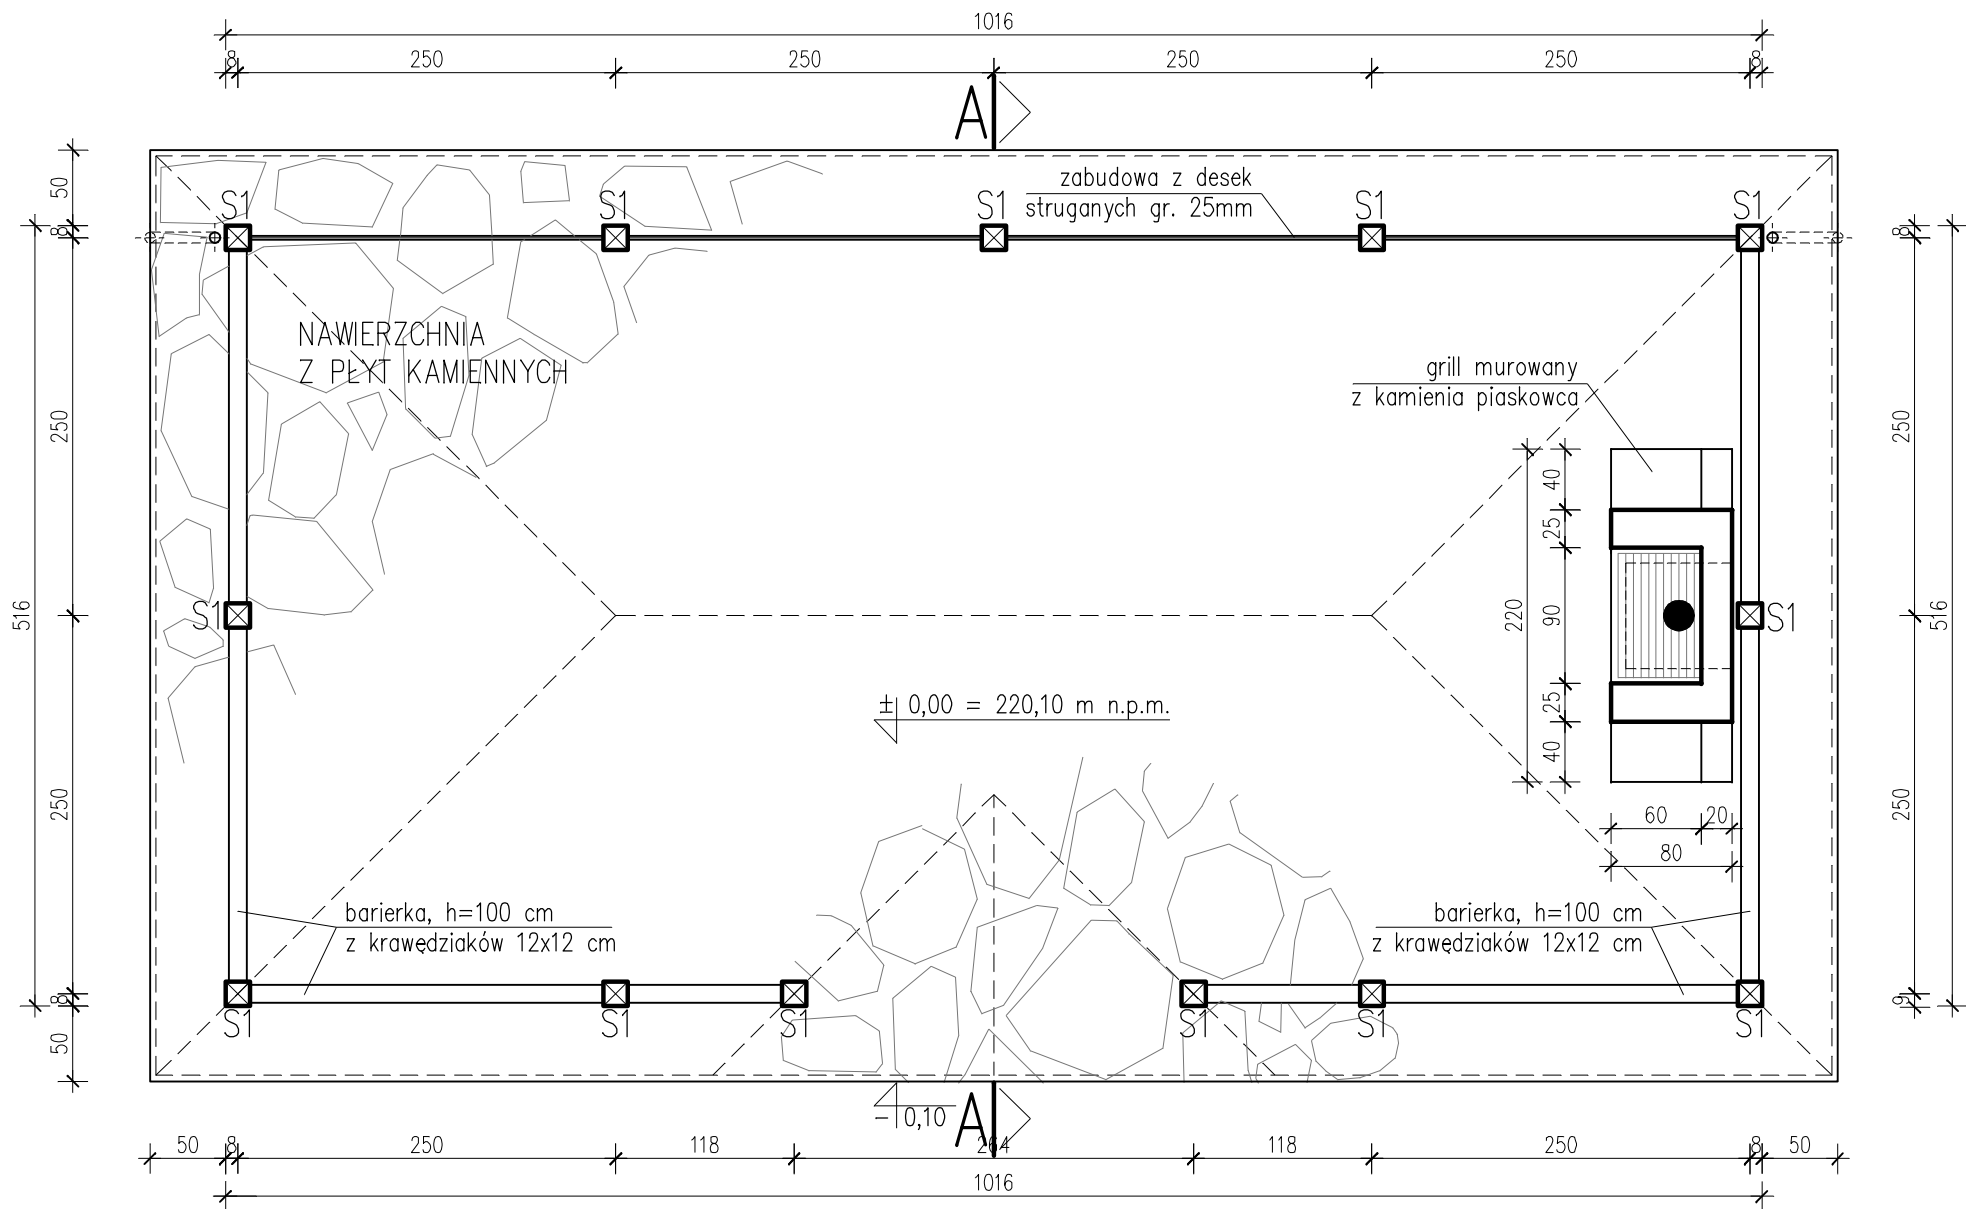 1016
8 250 250 250 250 8
A
50
zabudowa z desek
struganych gr. 25mm
S1 S1 S1 S1 S1
8
8
NAWIERZCHNIA
Z PŁYT KAMIENNYCH
grill murowany
z kamienia piaskowca
250
250
40
25
220
90
25
40
516
S1
S1
516
± 0,00 = 220,10 m n.p.m.
250
250
60 20
80
barierka, h=100 cm
z krawędziaków 12x12 cm
barierka, h=100 cm
z krawędziaków 12x12 cm
8
9
S1 S1 S1 S1 S1 S1
50
-0,10
A
50 8 250 118 264 118 250 8 50
1016